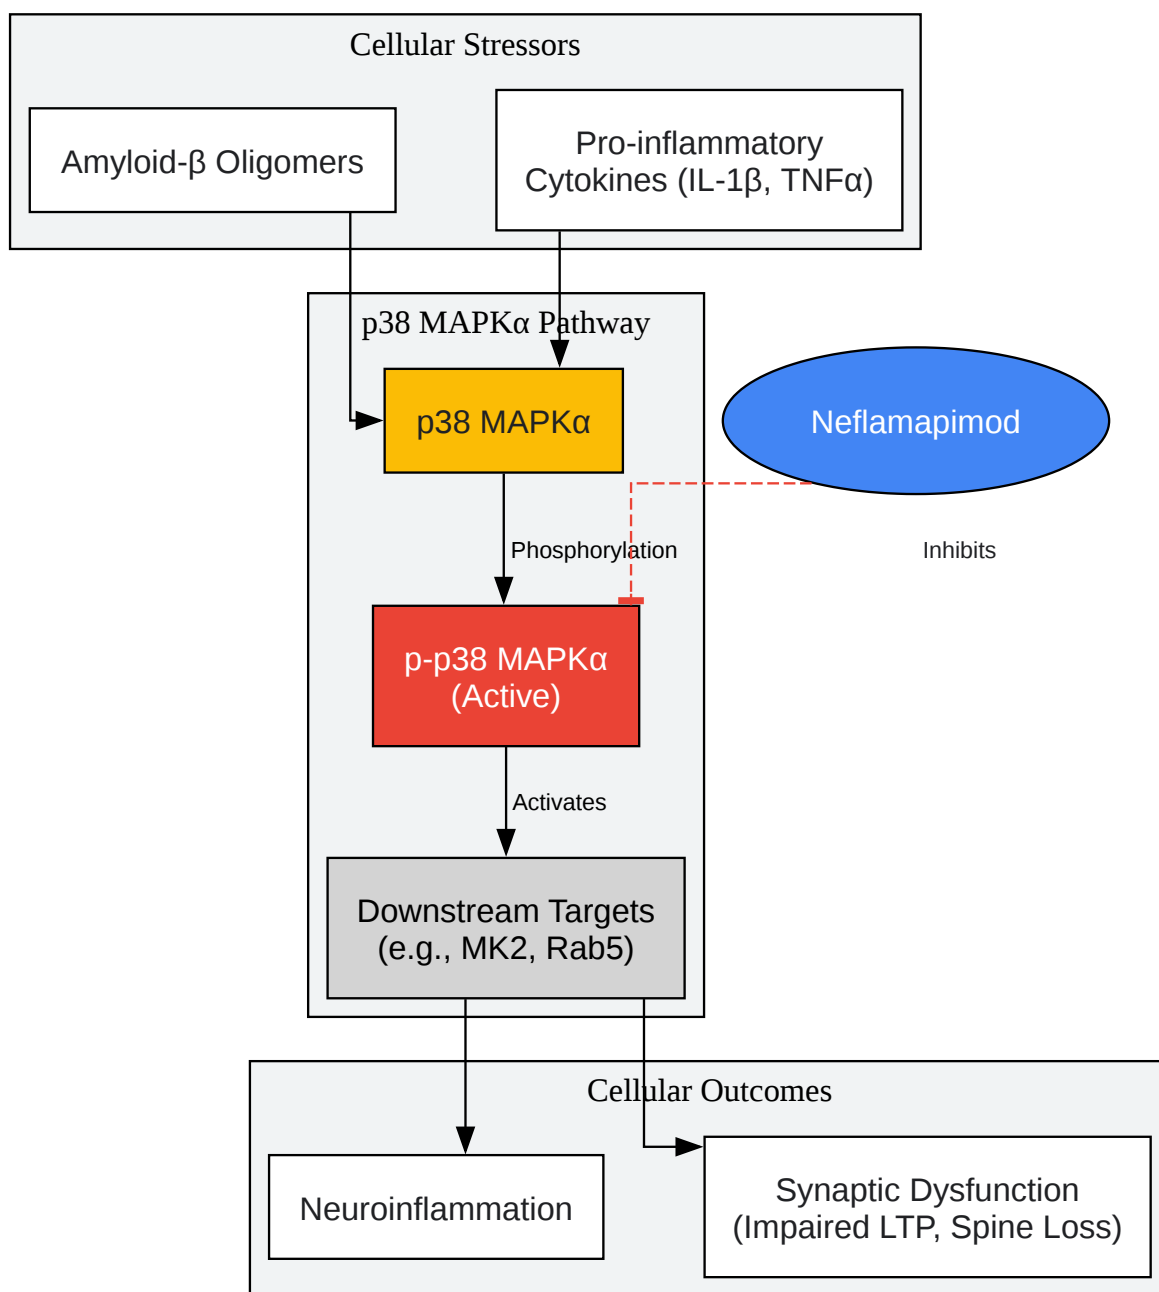 Cellular Stressors
Amyloid-β Oligomers
Pro-inflammatory
Cytokines (IL-1β, TNFα)
p38 MAPKα Pathway
p38 MAPKα
Neflamapimod
Phosphorylation
Inhibits
p-p38 MAPKα
(Active)
Activates
Downstream Targets
(e.g., MK2, Rab5)
Cellular Outcomes
Neuroinflammation
Synaptic Dysfunction
(Impaired LTP, Spine Loss)